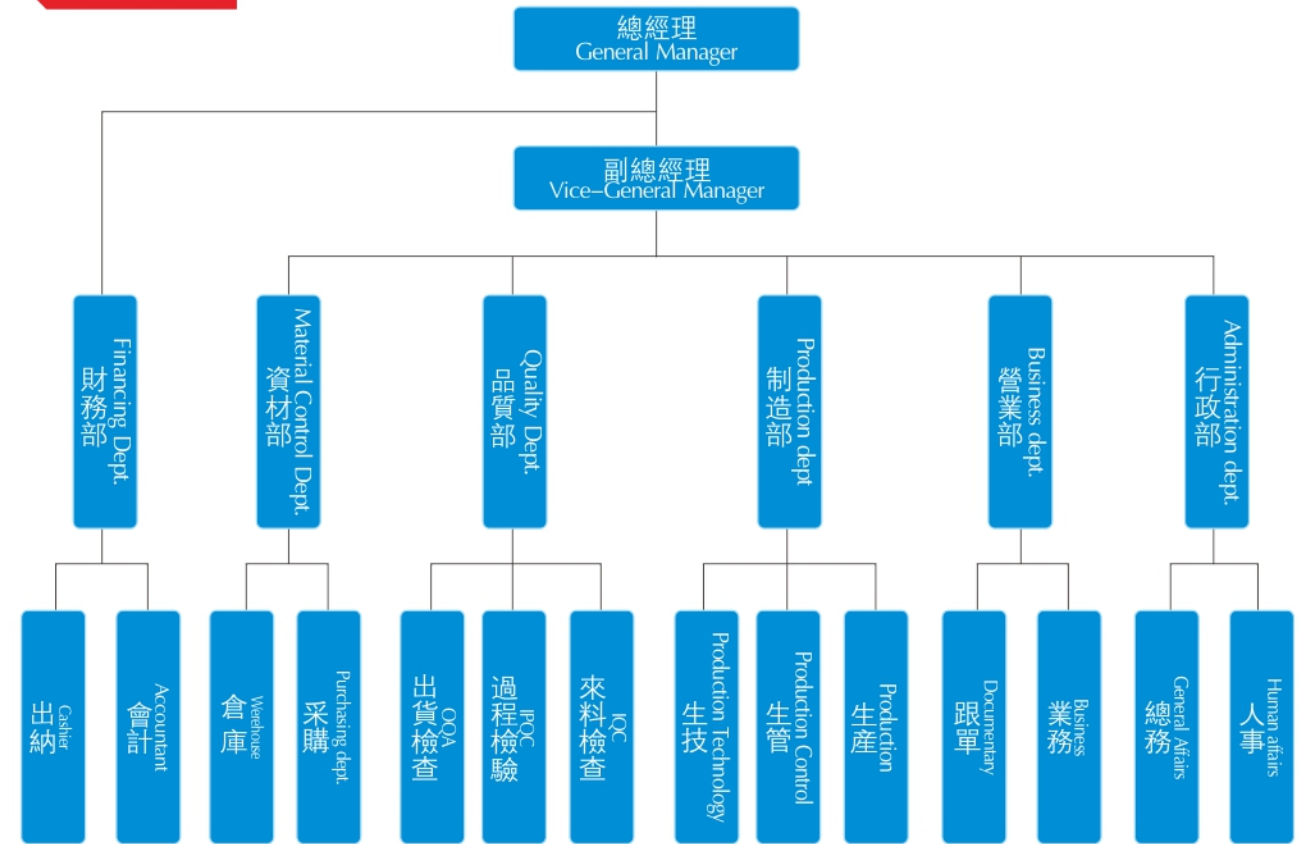 總經理
General Manager
副總經理
Vice-General Manager
Financing Dept.
財務部
Material Control Dept.
資材部
Quality Dept.
品質部
Production dept
制造部
Business dept.
營業部
Administration dept.
行政部
Cashier
出納
Accountant
會計
Werehouse
倉庫
Purchasing dept.
采購
OQA
出貨檢查
IPQC
過程檢驗
IQC
來料檢查
Production Technology
生技
Production Control
生管
Production
生産
Documentary
跟單
Business
業務
General Affairs
總務
Human affairs
人事